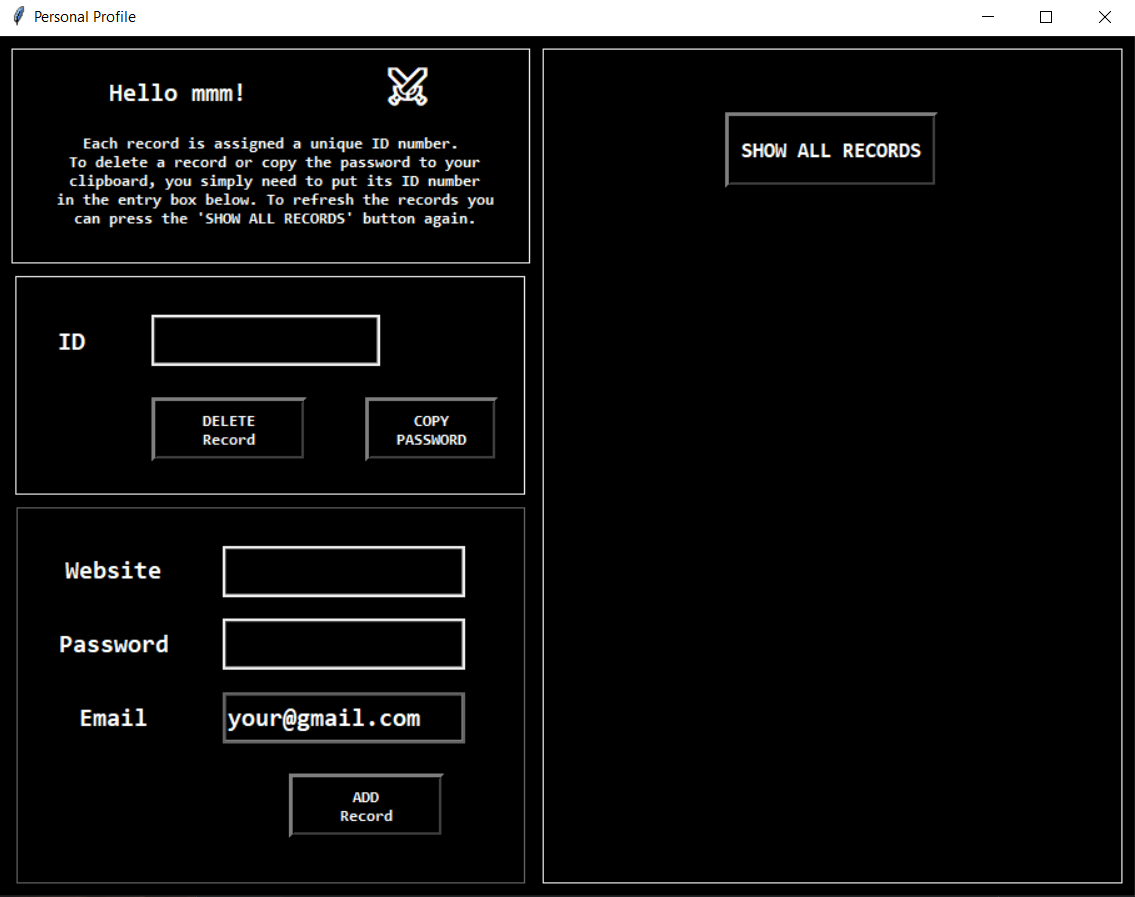 Personal Profile
Hello mmm!
Each record is assigned a unique ID number.
To delete a record or copy the password to your
clipboard, you simply need to put its ID number
in the entry box below. To refresh the records you
can press the 'SHOW ALL RECORDS' button again.
ID
DELETE
Record
COPY
PASSWORD
Website
Password
Email
your@gmail.com
ADD
Record
SHOW ALL RECORDS